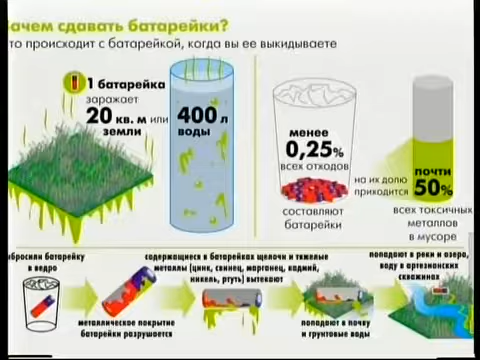 Зачем сдавать батарейки?
Что происходит с батарейкой, когда вы ее выкидываете
1 батарейка
заражает
20 кв. м или
земли
400 л
воды
менее
0,25%
всех отходов
составляют
батарейки
на их долю
приходится
почти
50%
всех токсичных
металлов
в мусоре
выбросили батарейку
в ведро
металлическое покрытие
батарейки разрушается
содержащиеся в батарейках щелочи и тяжелые
металлы (цинк, свинец, марганец, кадмий,
никель, ртуть) вытекают
попадают в почву
и грунтовые воды
попадают в реки и озера,
воду в артезианских
скважинах